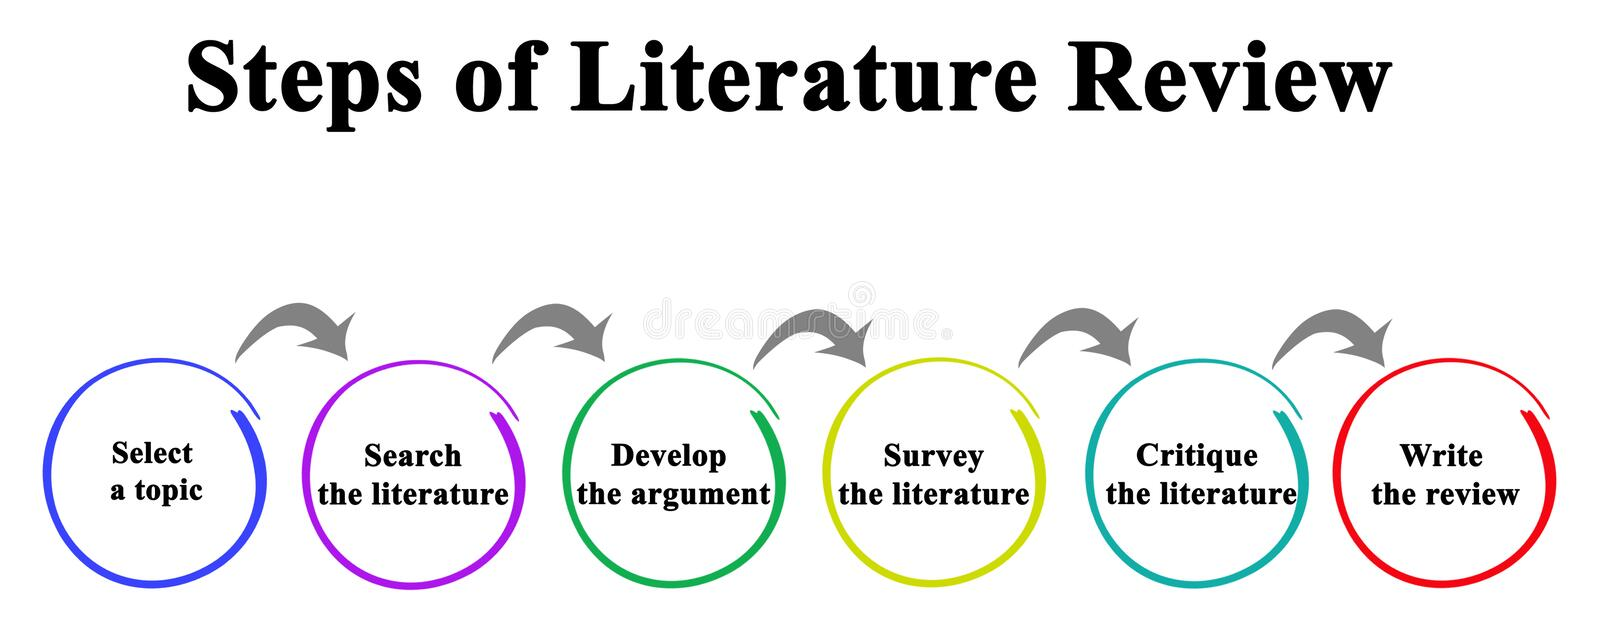 Steps of Literature Review
dreamstime.
Select
a topic
Search
the literature
Develop
the argument
Survey
the literature
Critique
the literature
Write
the review